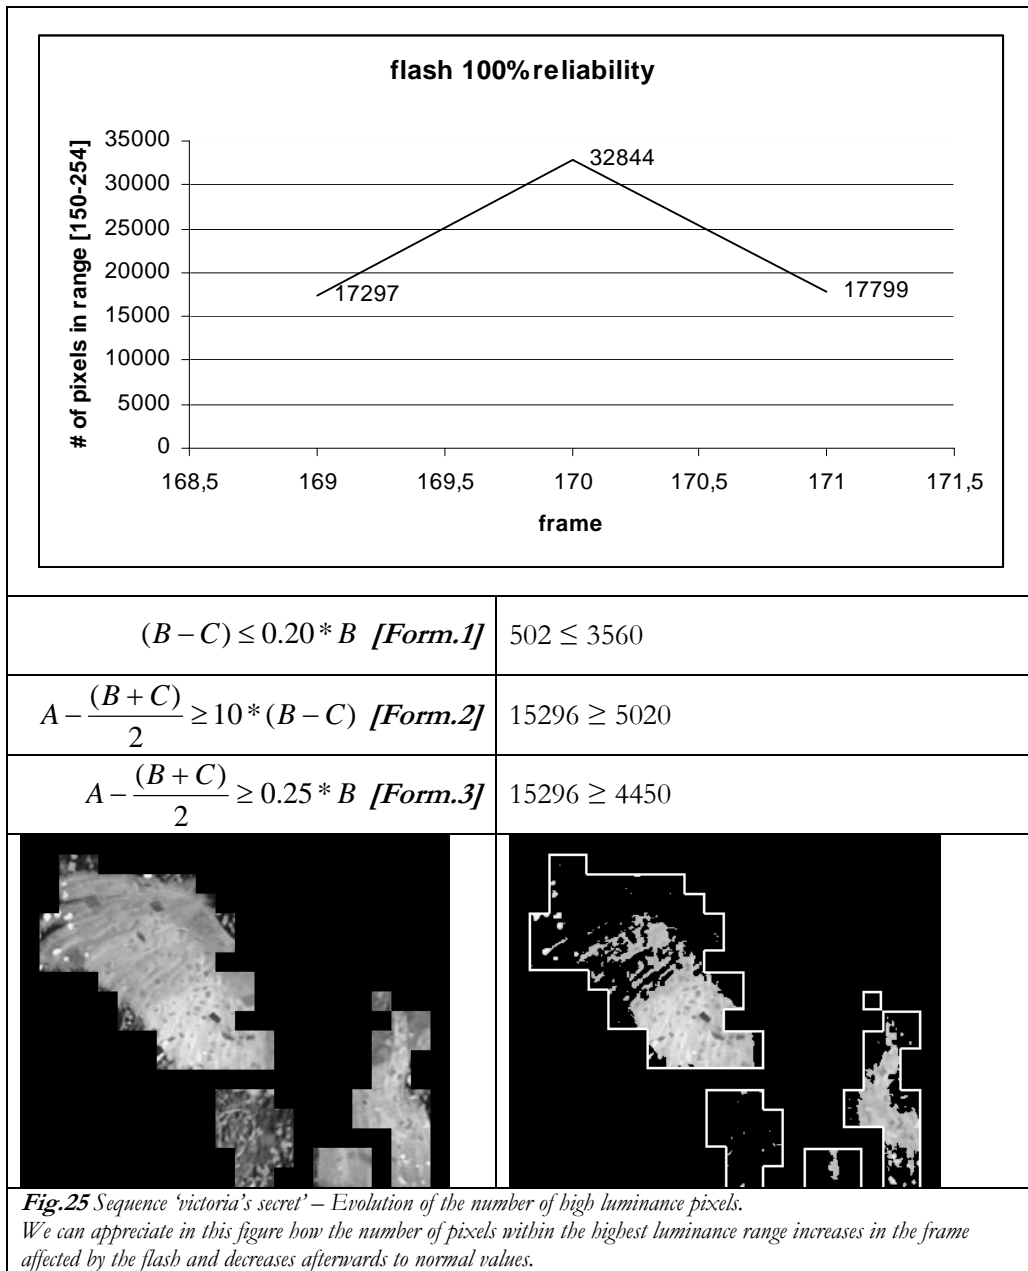 flash 100% reliability
# of pixels in range [150-254]
35000
30000
25000
20000
15000
10000
5000
0
32844
17297
17799
168,5 169 169,5 170 170,5 171 171,5
frame
(B − C) ≤ 0.20 * B [Form.1] 502 ≤ 3560
A − (B + C) / 2 ≥ 10 * (B − C) [Form.2] 15296 ≥ 5020
A − (B + C) / 2 ≥ 0.25 * B [Form.3] 15296 ≥ 4450
Fig.25 Sequence ‘victoria’s secret’ – Evolution of the number of high luminance pixels.
We can appreciate in this figure how the number of pixels within the highest luminance range increases in the frame
affected by the flash and decreases afterwards to normal values.